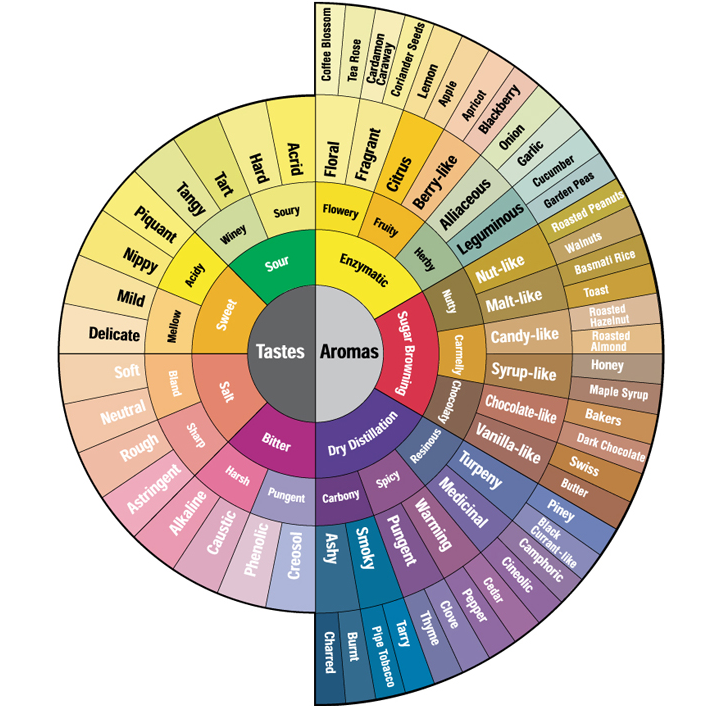 Tastes
Aromas
Sour
Sweet
Salt
Bitter
Soury
Winey
Acidy
Mellow
Bland
Sharp
Harsh
Pungent
Acrid
Hard
Tart
Tangy
Piquant
Nippy
Mild
Delicate
Soft
Neutral
Rough
Astringent
Alkaline
Caustic
Phenolic
Creosol
Enzymatic
Sugar Browning
Dry Distillation
Flowery
Fruity
Herby
Nutty
Carmelly
Chocolaty
Resinous
Spicy
Carbony
Floral
Fragrant
Citrus
Berry-like
Alliaceous
Leguminous
Nut-like
Malt-like
Candy-like
Syrup-like
Chocolate-like
Vanilla-like
Turpeny
Medicinal
Warming
Pungent
Smoky
Ashy
Coffee Blossom
Tea Rose
Cardamon
Caraway
Coriander Seeds
Lemon
Apple
Apricot
Blackberry
Onion
Garlic
Cucumber
Garden Peas
Roasted Peanuts
Walnuts
Basmati Rice
Toast
Roasted
Hazelnut
Roasted
Almond
Honey
Maple Syrup
Bakers
Dark Chocolate
Swiss
Butter
Piney
Black
Currant-like
Camphoric
Cineolic
Cedar
Pepper
Clove
Thyme
Tarry
Pipe Tobacco
Burnt
Charred